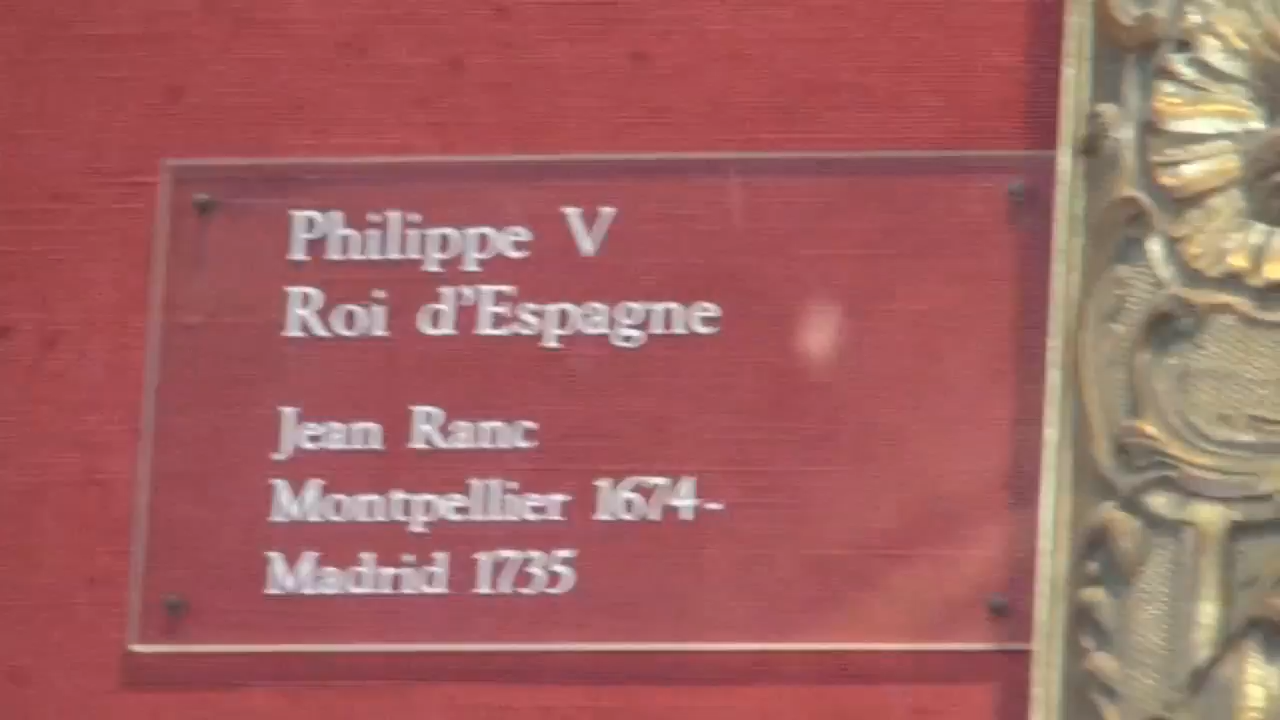 Philippe V
Roi d'Espagne
Jean Ranc
Montpellier 1674-
Madrid 1735